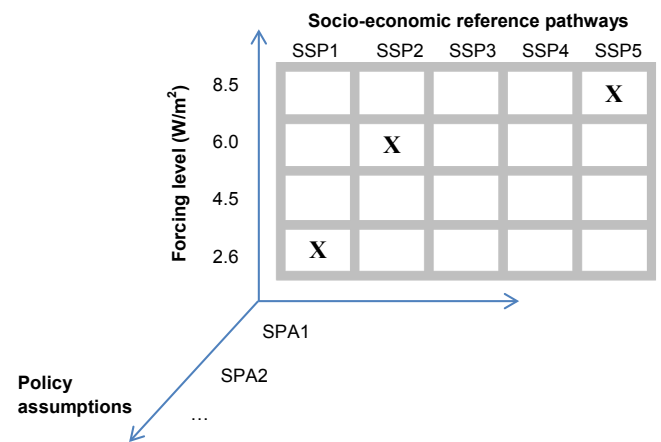 Socio-economic reference pathways
SSP1 SSP2 SSP3 SSP4 SSP5
Forcing level (W/m²)
8.5 X
6.0 X
4.5
2.6 X
SPA1
SPA2
...
Policy
assumptions